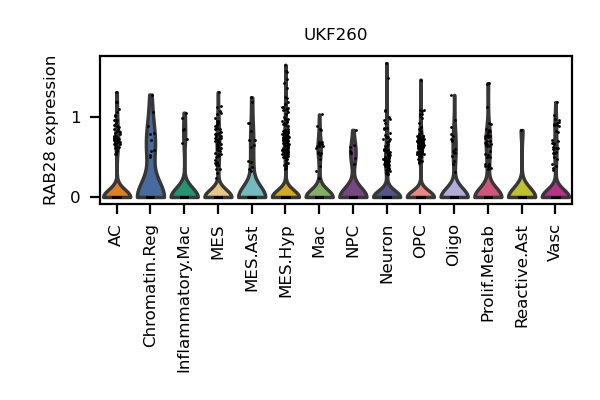 UKF260
RAB28 expression
1
0
AC
Chromatin.Reg
Inflammatory.Mac
MES
MES.Ast
MES.Hyp
Mac
NPC
Neuron
OPC
Oligo
Prolif.Metab
Reactive.Ast
Vasc